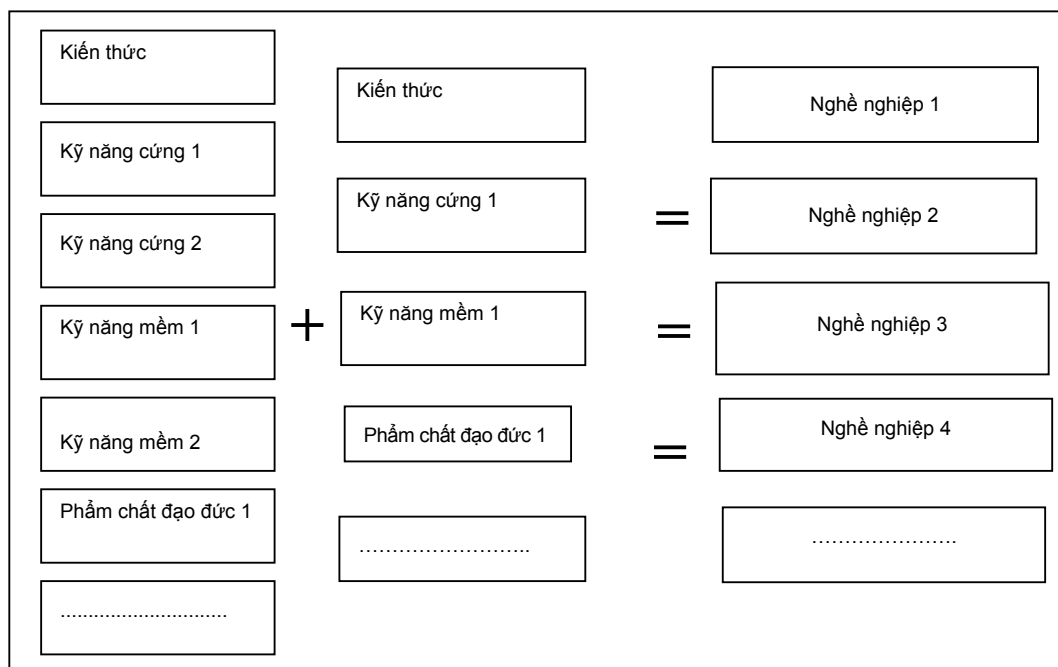 Kiến thức
Kỹ năng cứng 1
Kỹ năng cứng 2
Kỹ năng mềm 1
Kỹ năng mềm 2
Phẩm chất đạo đức 1
..............................
+
Kiến thức
Kỹ năng cứng 1
Kỹ năng mềm 1
Phẩm chất đạo đức 1
……………………..
=
=
=
Nghề nghiệp 1
Nghề nghiệp 2
Nghề nghiệp 3
Nghề nghiệp 4
………………….